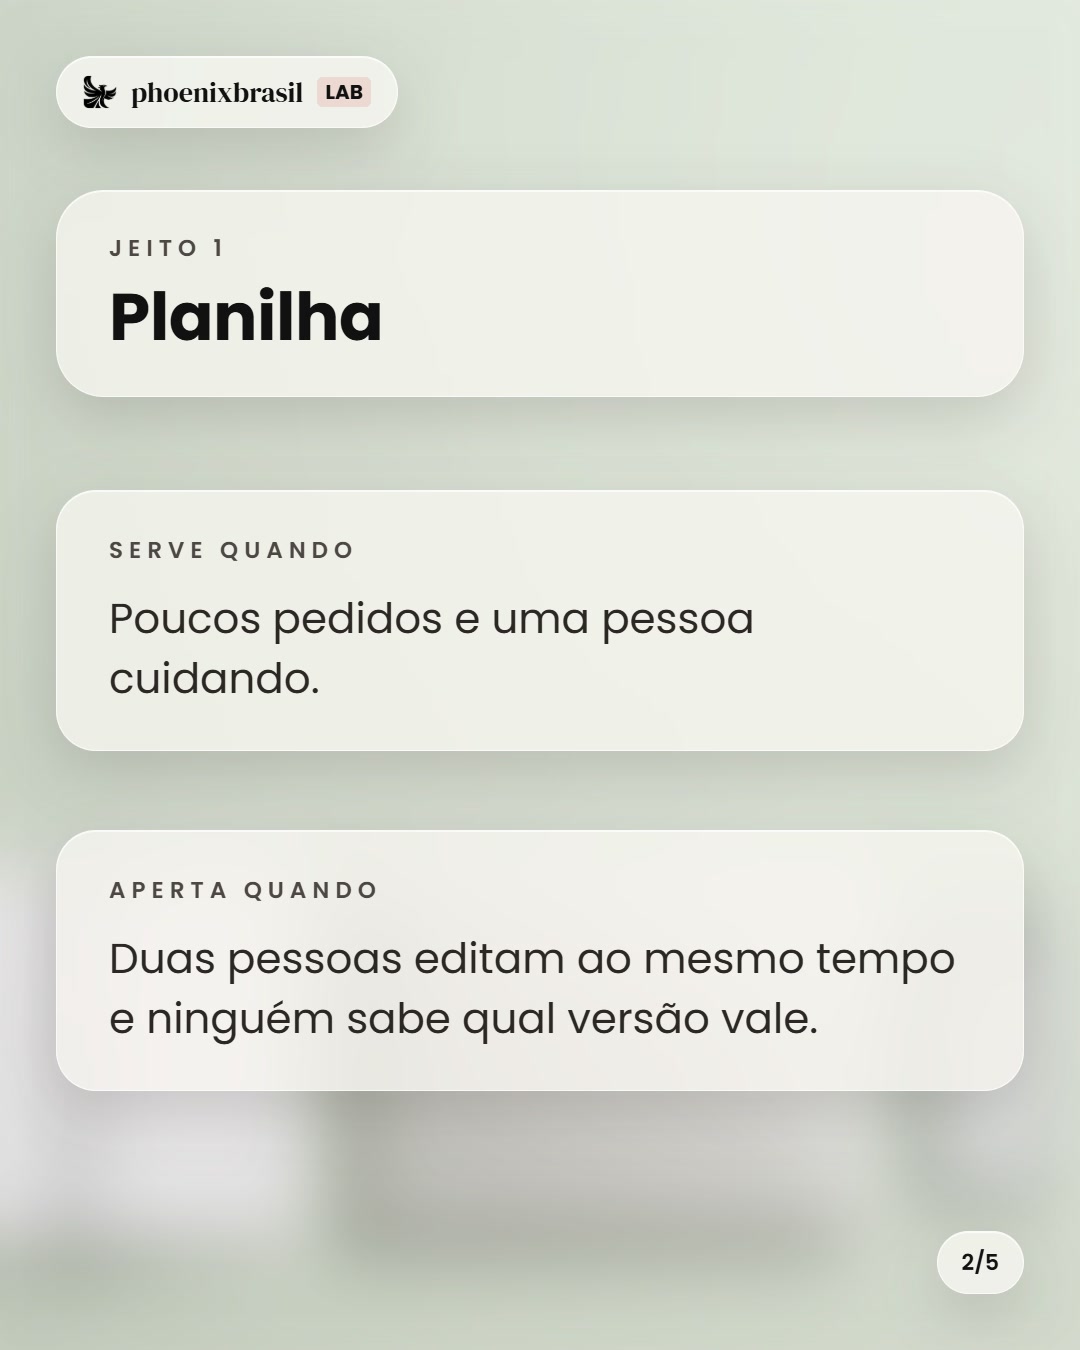 phoenixbrasil LAB
JEITO 1
Planilha
SERVE QUANDO
Poucos pedidos e uma pessoa
cuidando.
APERTA QUANDO
Duas pessoas editam ao mesmo tempo
e ninguém sabe qual versão vale.
2/5